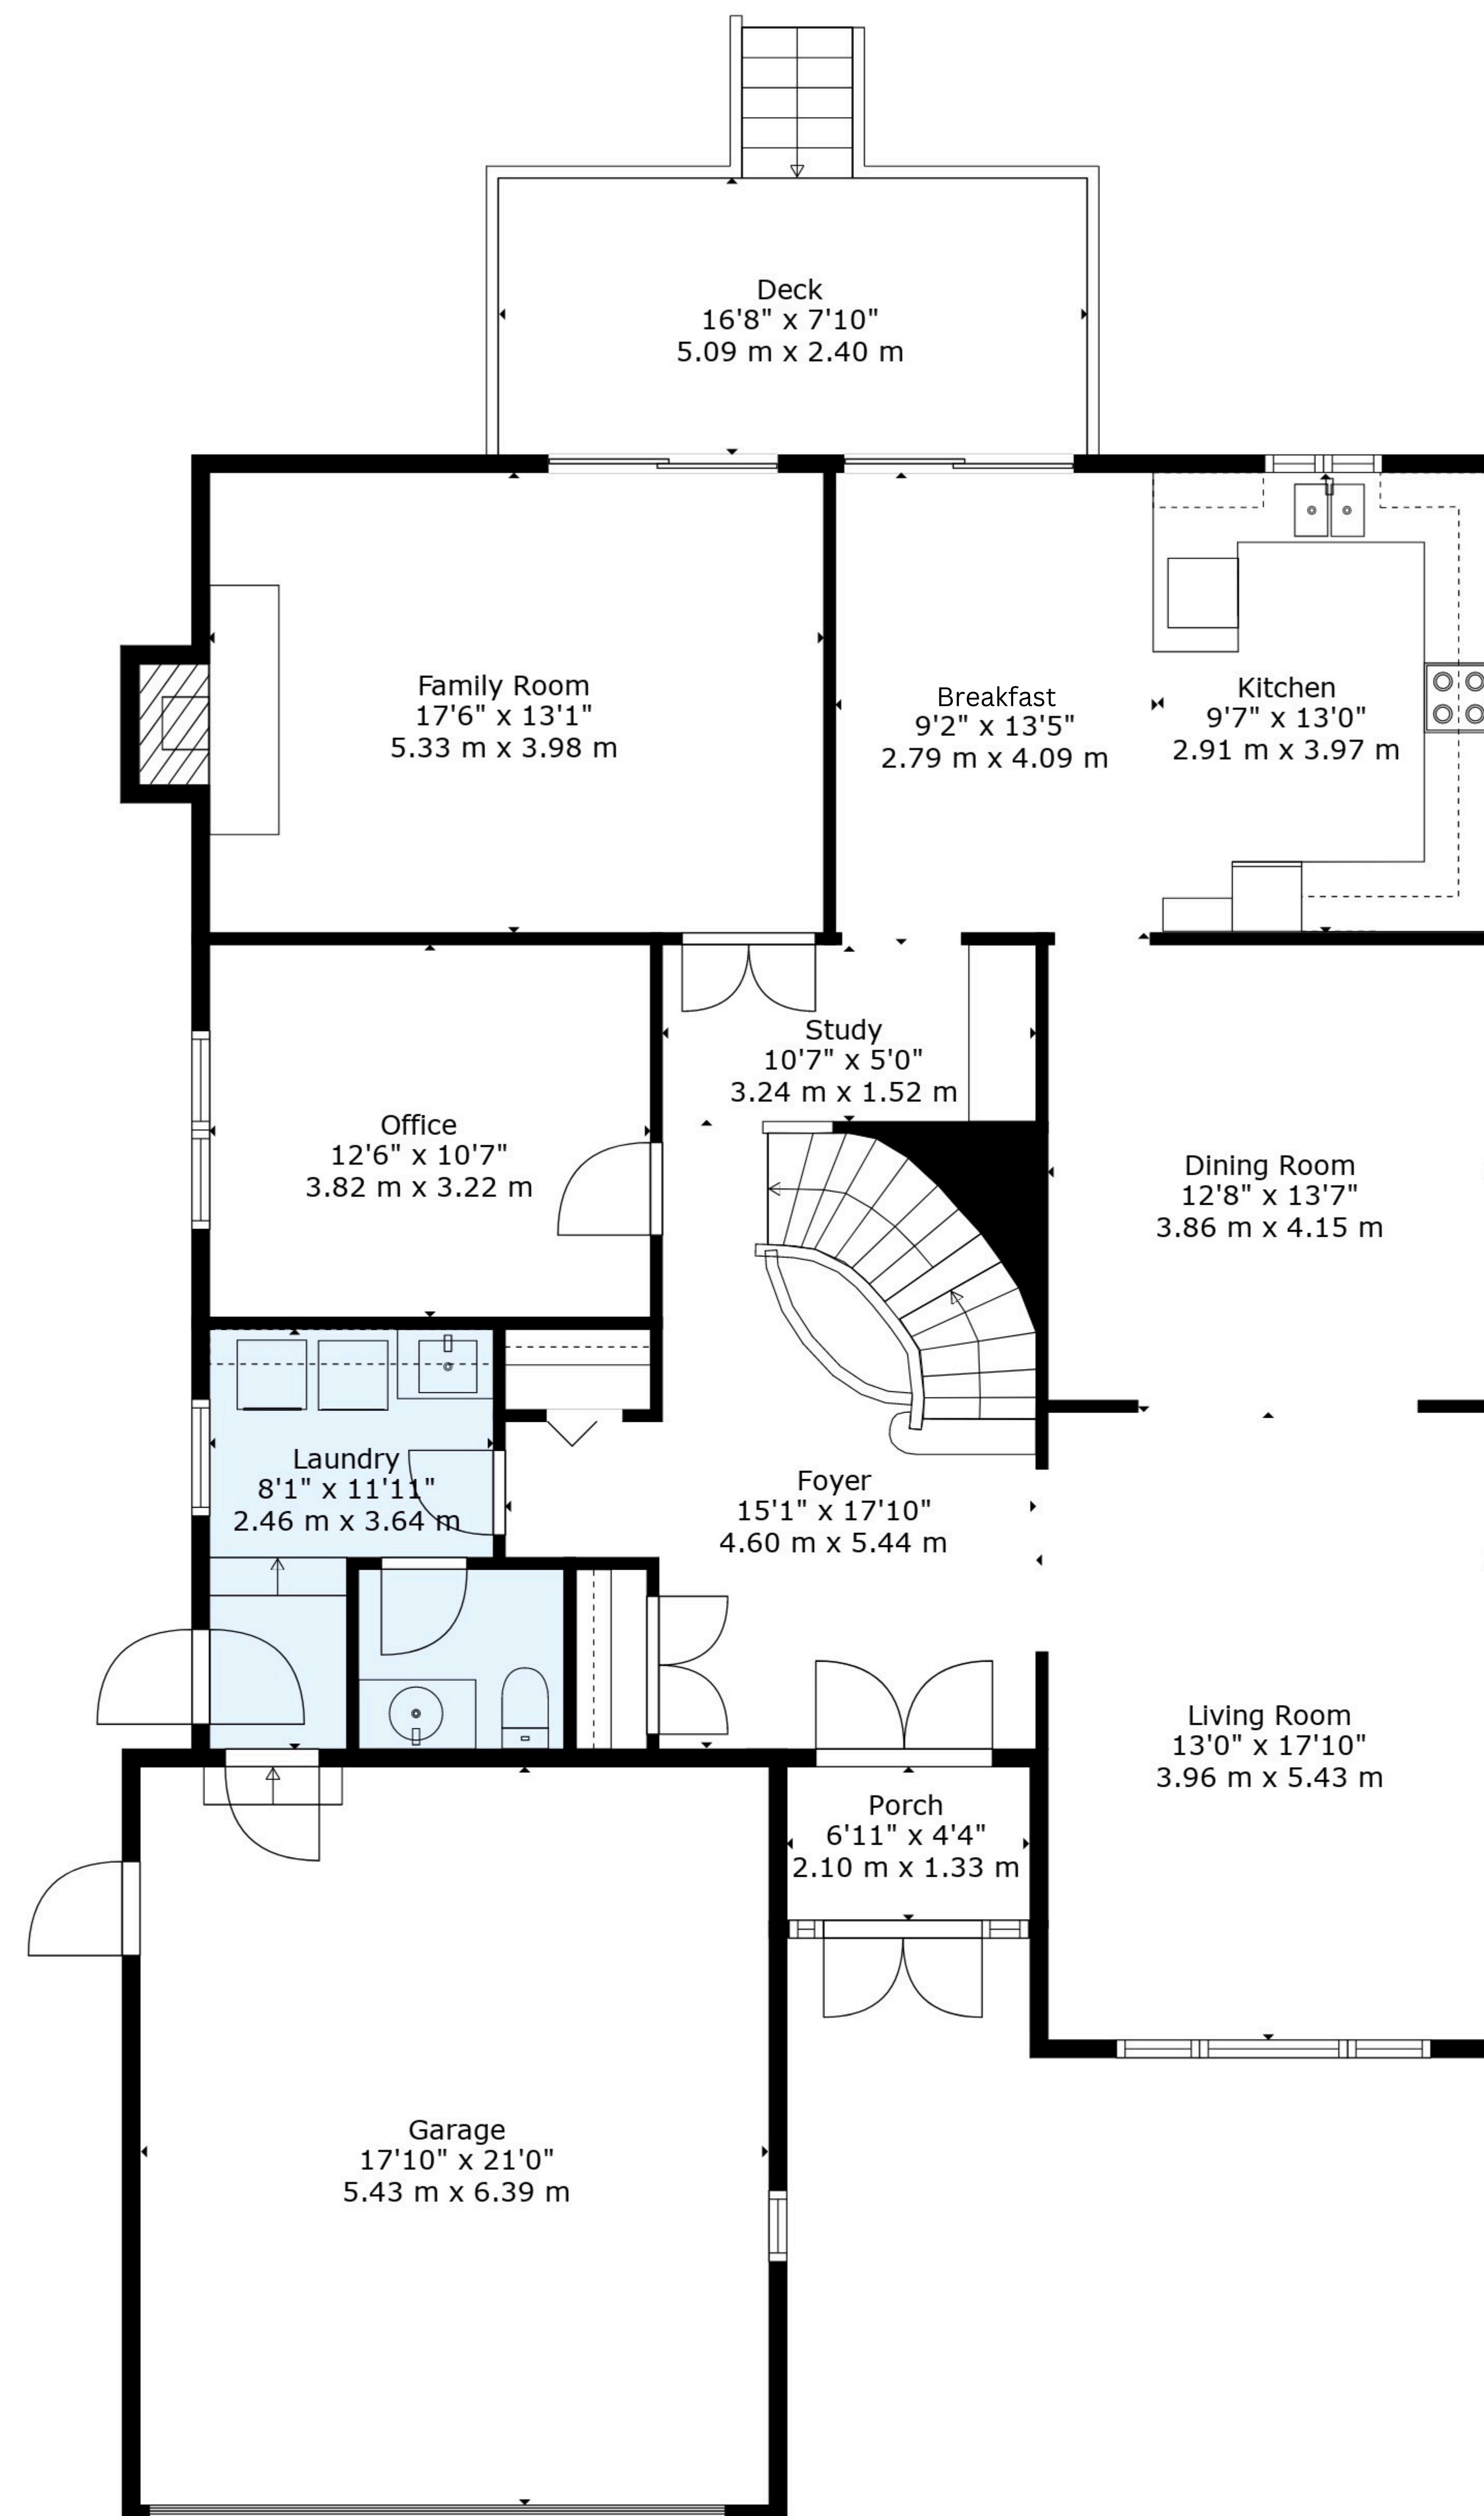 Deck
16'8" x 7'10"
5.09 m x 2.40 m
Family Room
17'6" x 13'1"
5.33 m x 3.98 m
Breakfast
9'2" x 13'5"
2.79 m x 4.09 m
Kitchen
9'7" x 13'0"
2.91 m x 3.97 m
Study
10'7" x 5'0"
3.24 m x 1.52 m
Office
12'6" x 10'7"
3.82 m x 3.22 m
Dining Room
12'8" x 13'7"
3.86 m x 4.15 m
Laundry
8'1" x 11'11"
2.46 m x 3.64 m
Foyer
15'1" x 17'10"
4.60 m x 5.44 m
Living Room
13'0" x 17'10"
3.96 m x 5.43 m
Porch
6'11" x 4'4"
2.10 m x 1.33 m
Garage
17'10" x 21'0"
5.43 m x 6.39 m